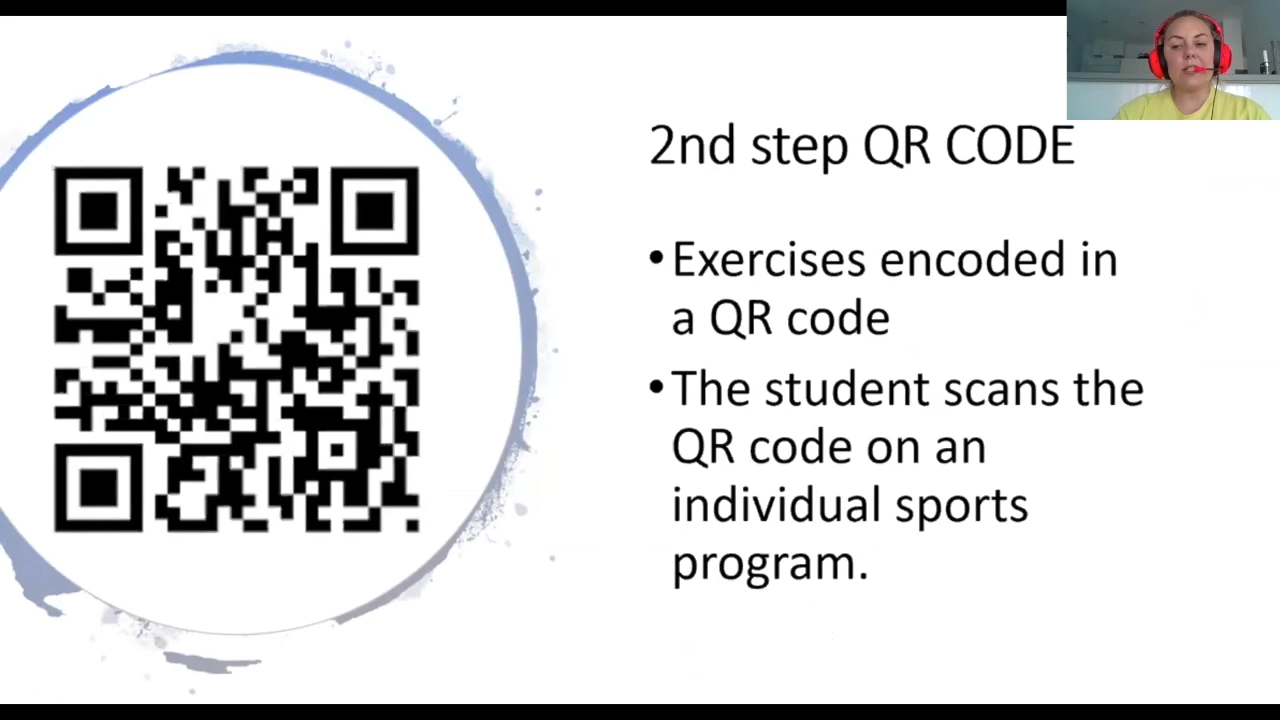 2nd step QR CODE
•Exercises encoded in
a QR code
•The student scans the
QR code on an
individual sports
program.